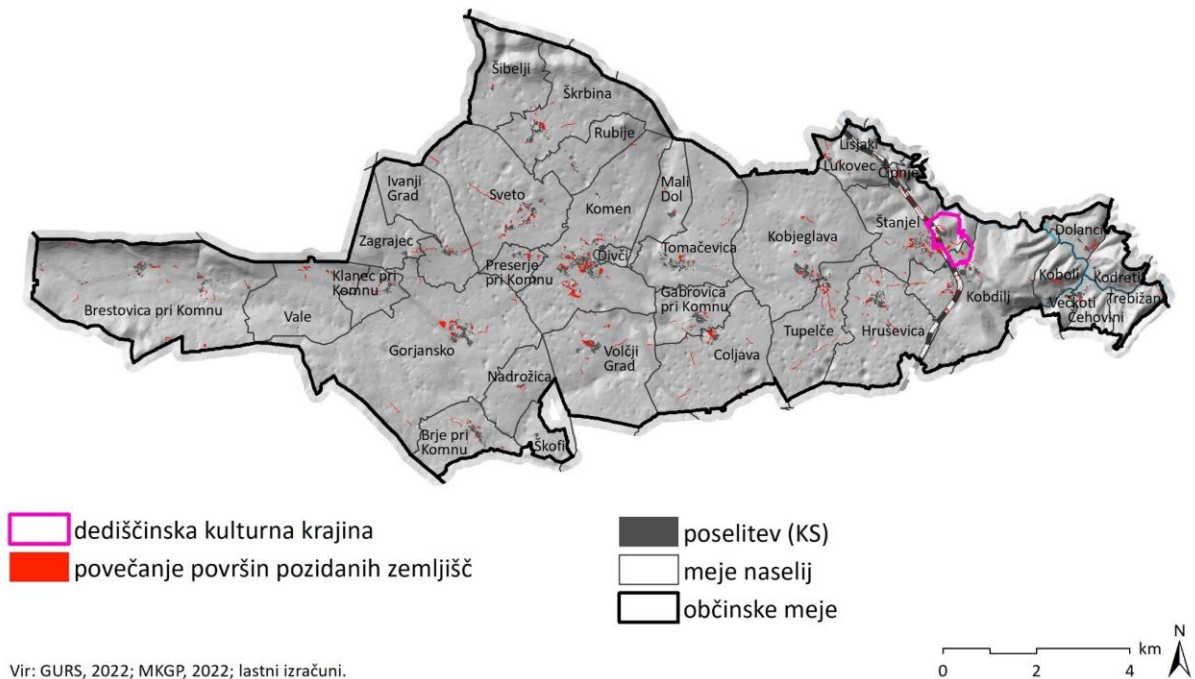 Šibelji
Škrbina
Rubije
Lisjaki
Lukovec
Čipnje
Ivanji
Grad
Sveto
Mali
Dol
Komen
Štanjel
Dolanci
Zagrajec
Kobjeglava
Divči
Tomačevica
Preserje
pri Komnu
Klanec pri
Komnu
Kobolj
Kodreti
Gabrovica
pri Komnu
Kobdilj
Večkoti
Trebižani
Čehovini
Brestovica pri Komnu
Vale
Gorjansko
Volčji
Grad
Coljava
Tupelče
Hruševica
Nadrožica
Brje pri
Komnu
Škofi
dediščinska kulturna krajina
povečanje površin pozidanih zemljišč
poselitev (KS)
meje naselij
občinske meje
N
km
0 2 4
Vir: GURS, 2022; MKGP, 2022; lastni izračuni.